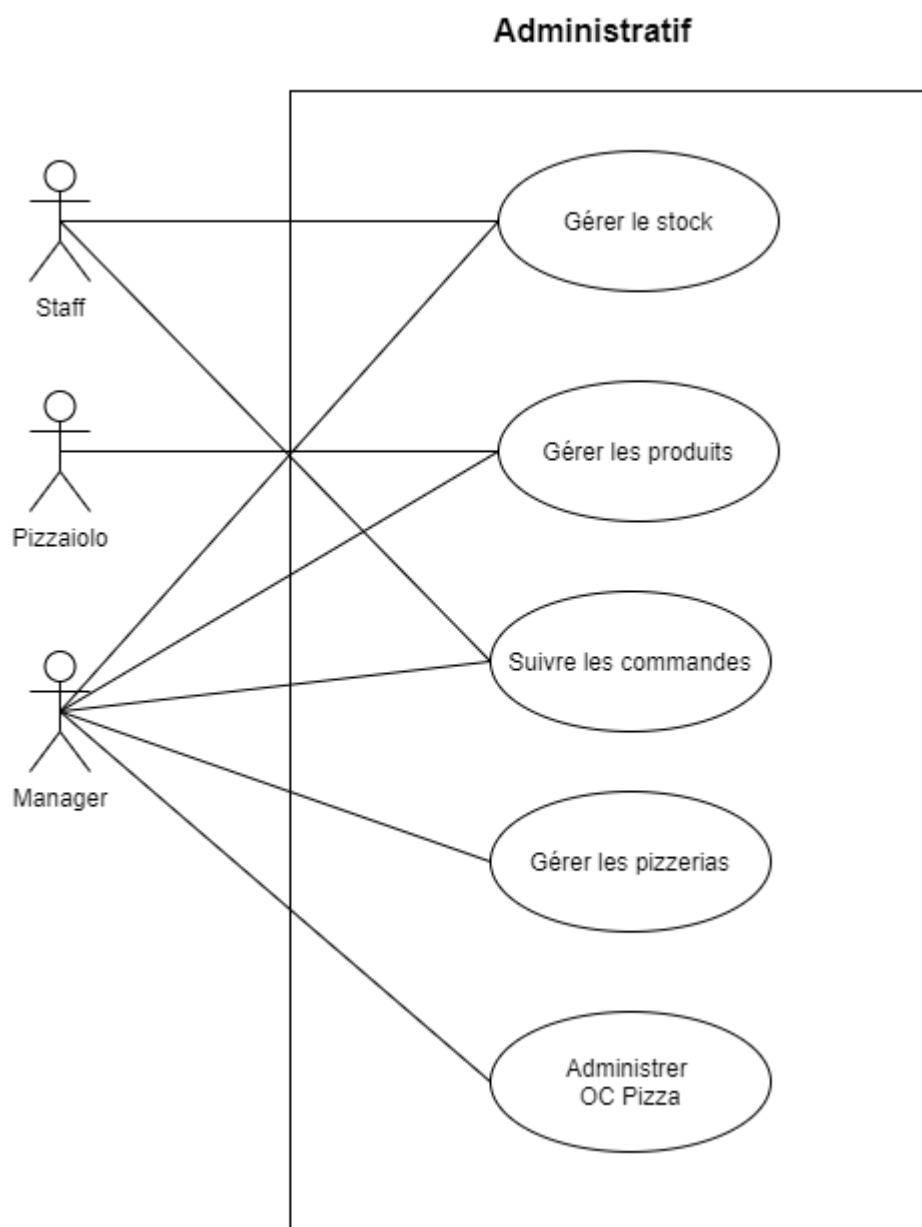 Administratif
Staff
Gérer le stock
Pizzaiolo
Gérer les produits
Suivre les commandes
Manager
Gérer les pizzerias
Administrer
OC Pizza